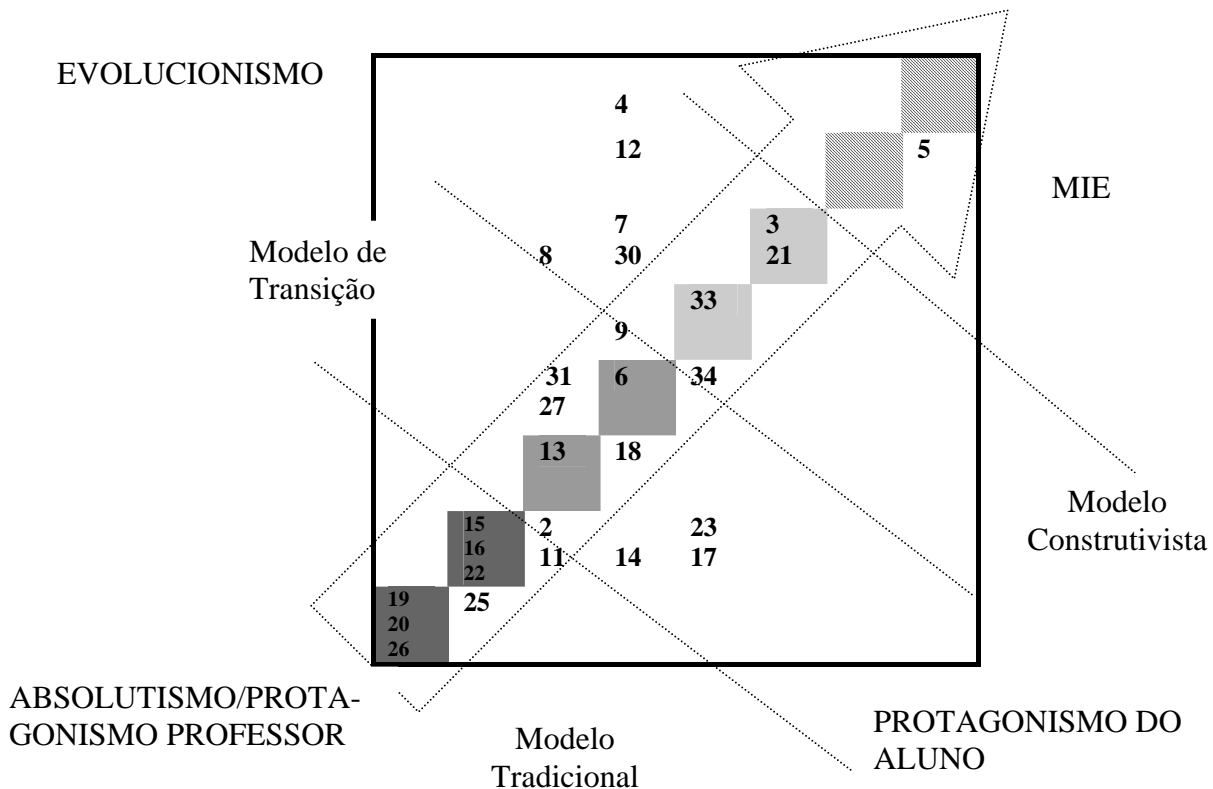 EVOLUCIONISMO
4
12
5
MIE
7
3
Modelo de
8
30
21
Transição
33
9
31
6
34
27
13
18
Modelo
Construtivista
15
2
23
16
11
14
17
22
19
25
20
26
ABSOLUTISMO/PROTA-
GONISMO PROFESSOR
Modelo
Tradicional
PROTAGONISMO DO
ALUNO